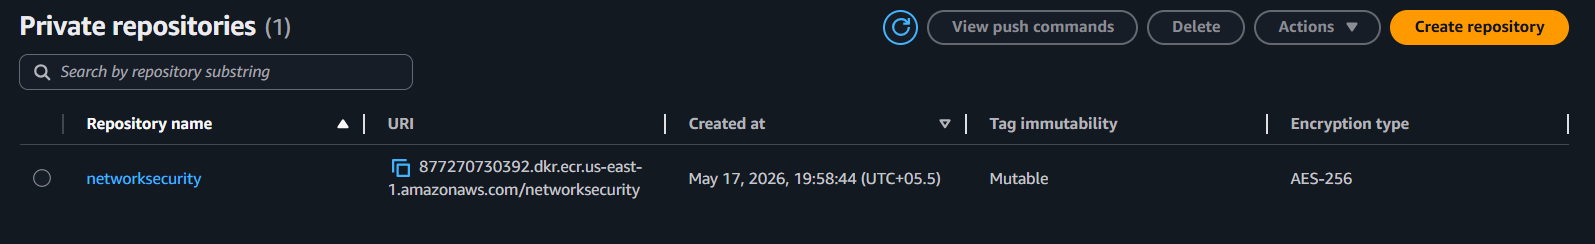 Private repositories (1)
View push commands
Delete
Actions
Create repository
Search by repository substring
Repository name
URI
Created at
Tag immutability
Encryption type
networksecurity
877270730392.dkr.ecr.us-east-
1.amazonaws.com/networksecurity
May 17, 2026, 19:58:44 (UTC+05.5)
Mutable
AES-256